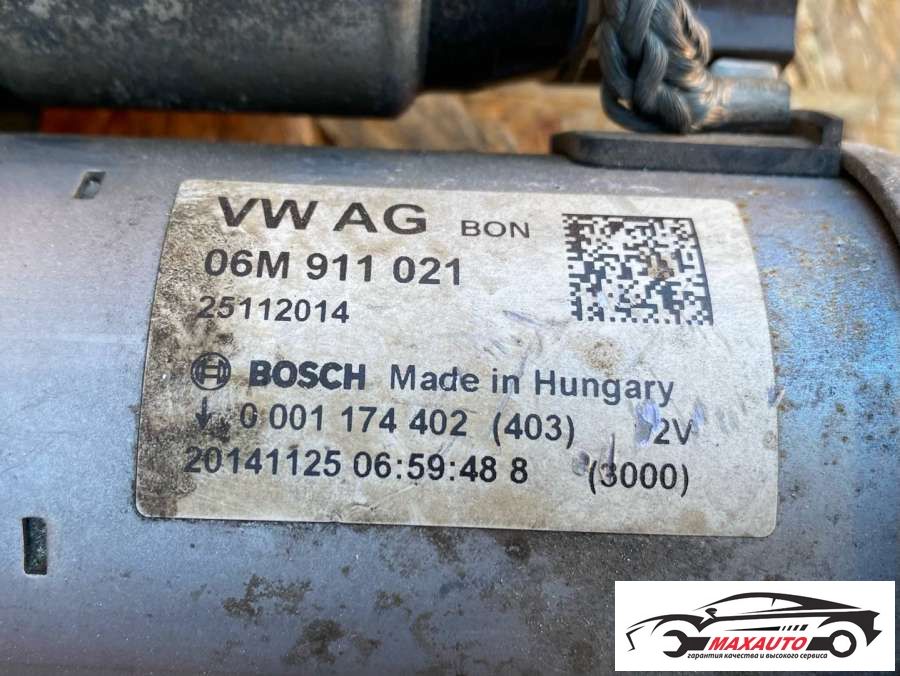 VW AG BON
06M 911 021
25112014
BOSCH Made in Hungary
0 001 174 402 (403) 2V
20141125 06:59:48 8 (3000)
MAXAUTO
гарантия качества и высокого сервиса